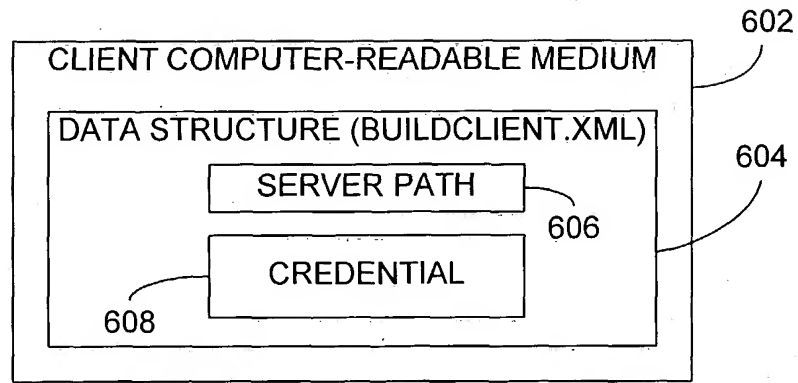 602
CLIENT COMPUTER-READABLE MEDIUM
DATA STRUCTURE (BUILDCLIENT.XML)
604
SERVER PATH
606
CREDENTIAL
608